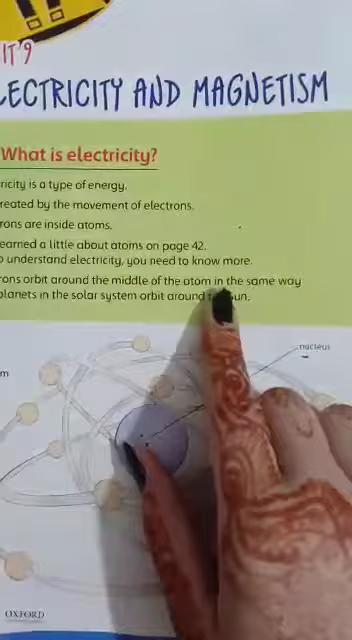 IT 9
LECTRICITY AND MAGNETISM
What is electricity?
ricity is a type of energy.
reated by the movement of electrons.
rons are inside atoms.
earned a little about atoms on page 42.
o understand electricity, you need to know more.
rons orbit around the middle of the atom in the same way
planets in the solar system orbit around sun.
nucleus
m
OXFORD